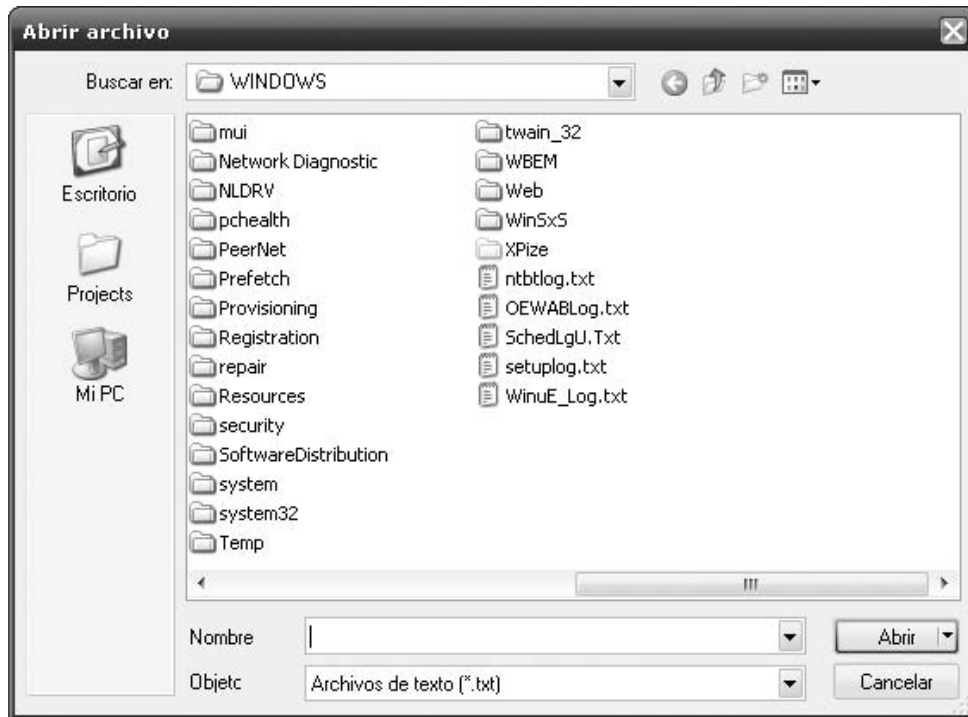 Abrir archivo
Buscar en: WINDOWS
Escritorio
Projects
Mi PC
mui
Network Diagnostic
NLDRV
pchealth
PeerNet
Prefetch
Provisioning
Registration
repair
Resources
security
SoftwareDistribution
system
system32
Temp
twain_32
WBEM
Web
WinSxS
XPize
ntbtlog.txt
OEWABLog.txt
SchedLgU.Txt
setuplog.txt
WinuE_Log.txt
Nombre
Abrir
Objetc Archivos de texto (*.txt)
Cancelar